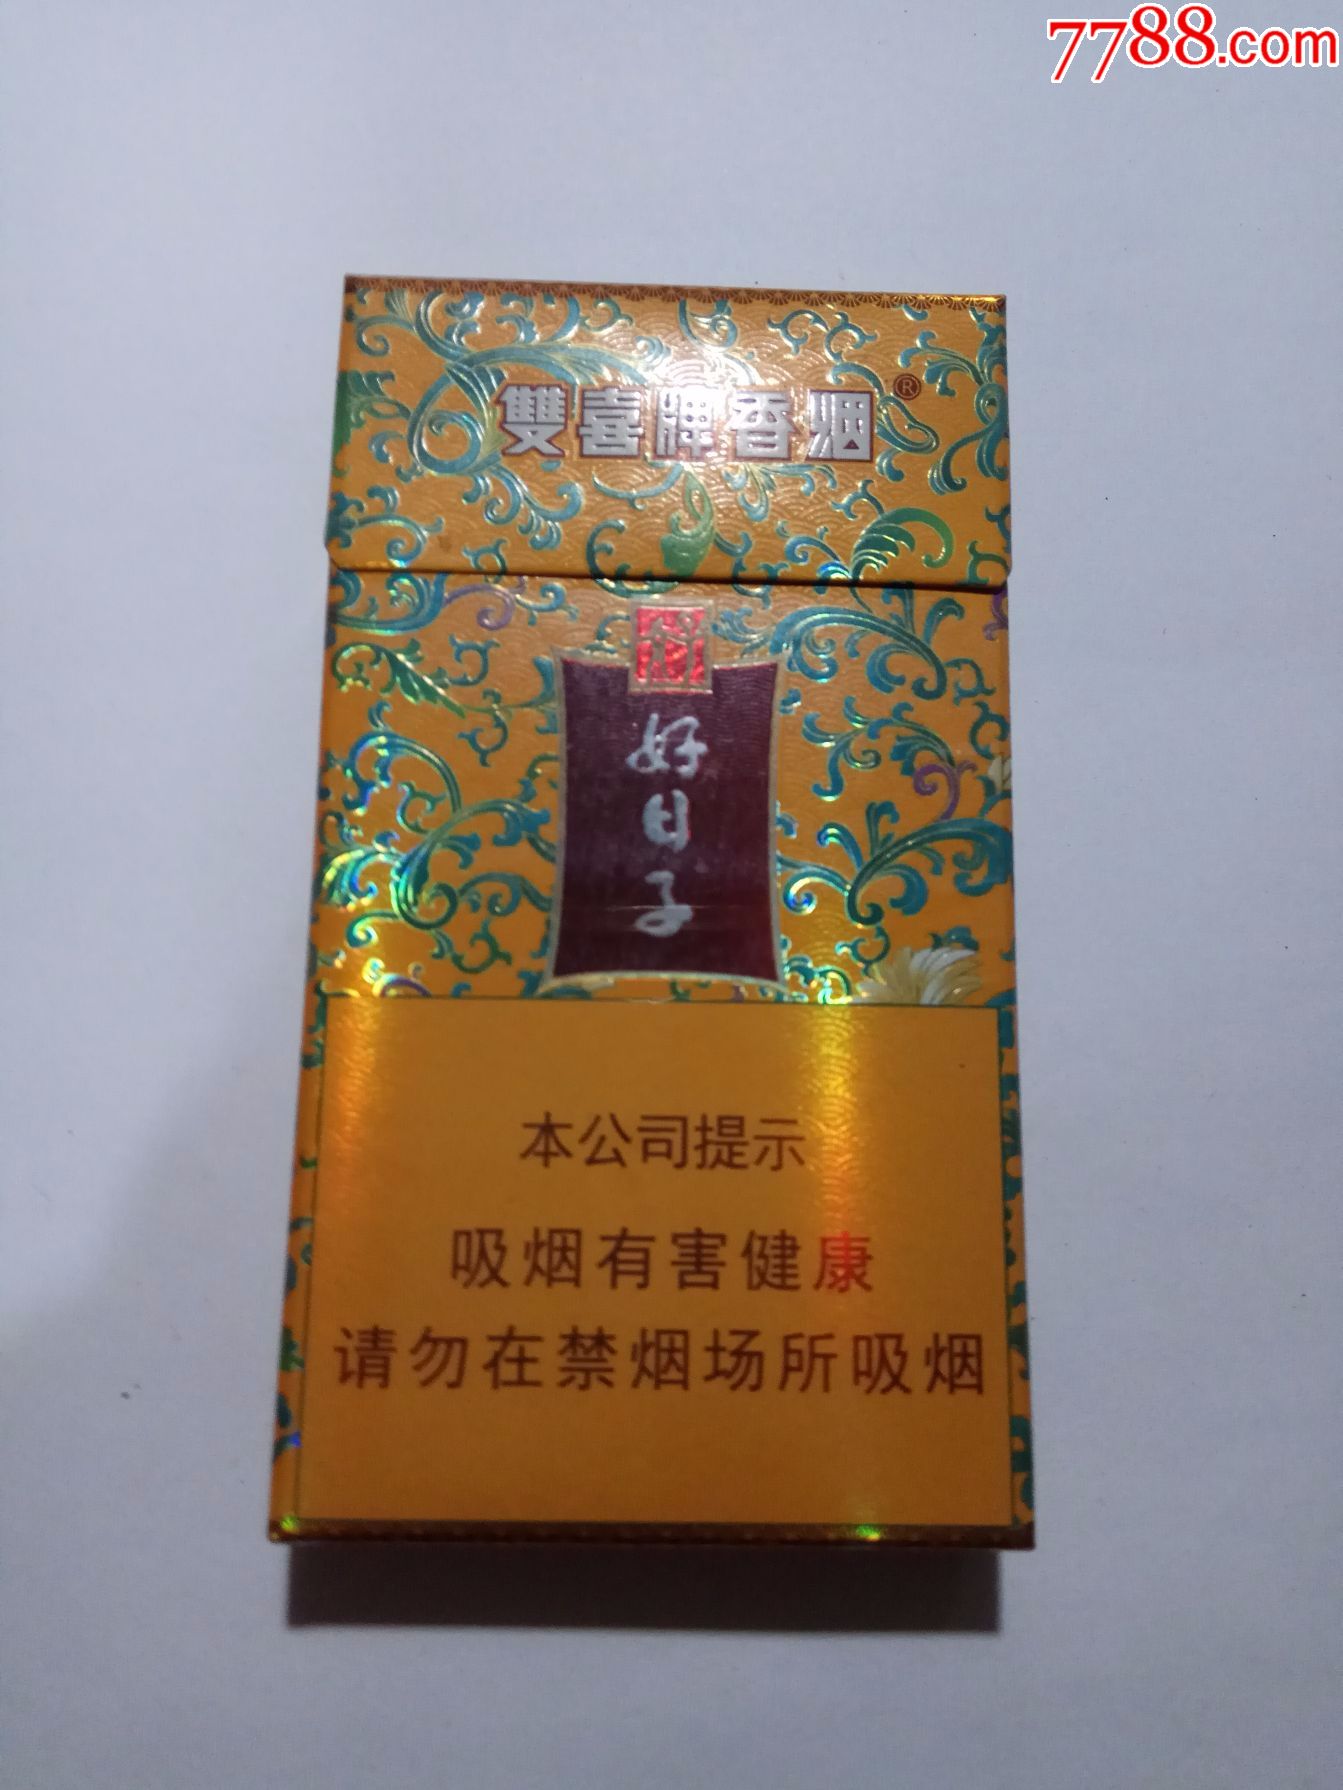 7788.com
雙喜牌香烟®
好日子
本公司提示
吸烟有害健康
请勿在禁烟场所吸烟